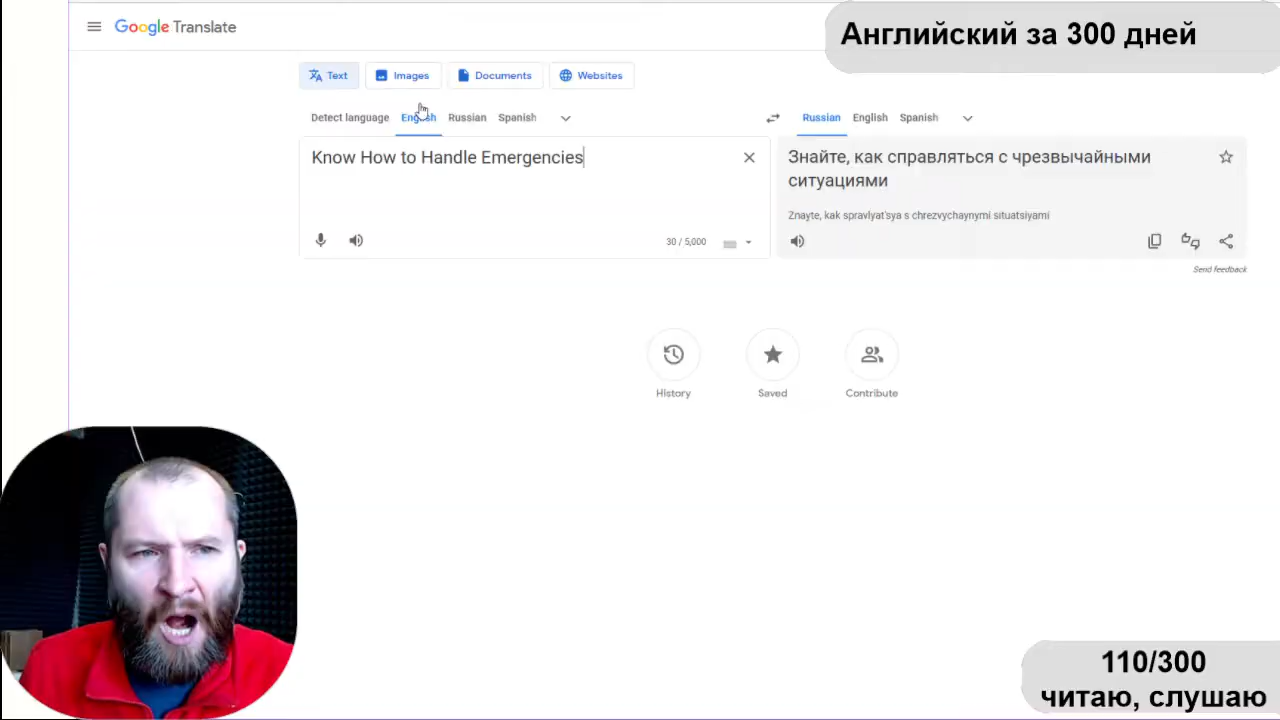 Google Translate
Английский за 300 дней
Text
Images
Documents
Websites
Detect language
English
Russian
Spanish
Russian
English
Spanish
Know How to Handle Emergencies
Знайте, как справляться с чрезвычайными
ситуациями
Znayte, kak spravlyat'sya s chrezvychaynymi situatsiyami
30 / 5,000
Send feedback
History
Saved
Contribute
110/300
читаю, слушаю